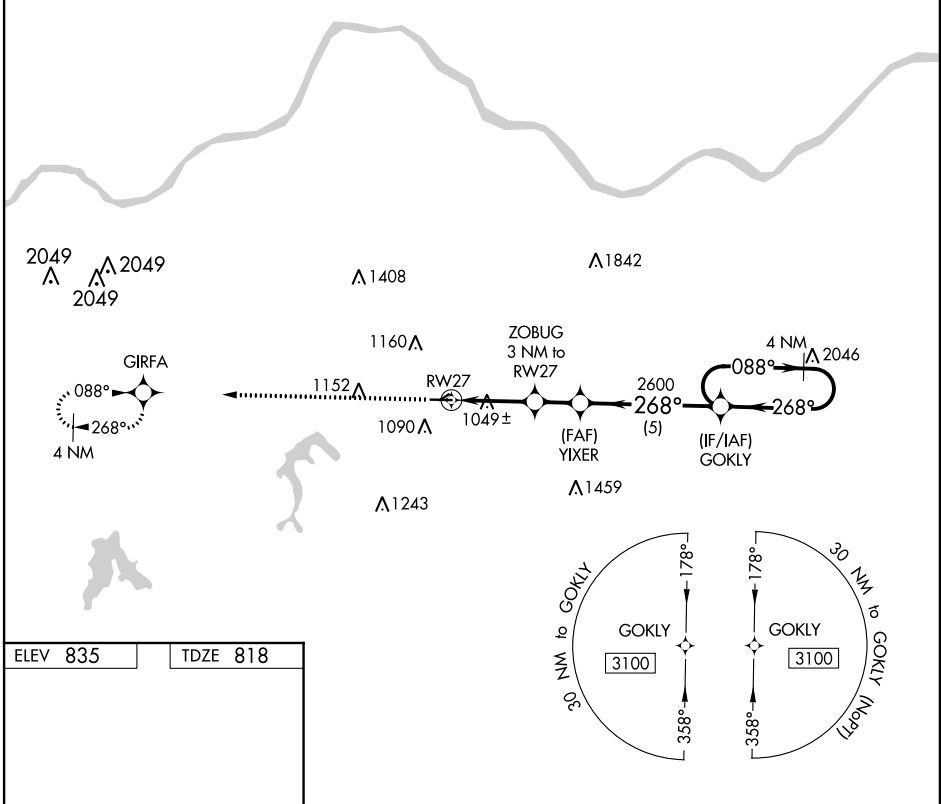 2049
2049
2049
1408
1842
1160
ZOBUG
3 NM to
RW27
4 NM
2046
GIRFA
088°
268°
4 NM
1152
RW27
1090
1049±
(FAF)
YIXER
2600
268°
(5)
088°
268°
(IF/IAF)
GOKLY
1243
1459
30 NM to GOKLY
178°
GOKLY
3100
358°
178°
GOKLY
3100
358°
30 NM to GOKLY (NoPT)
ELEV 835
TDZE 818